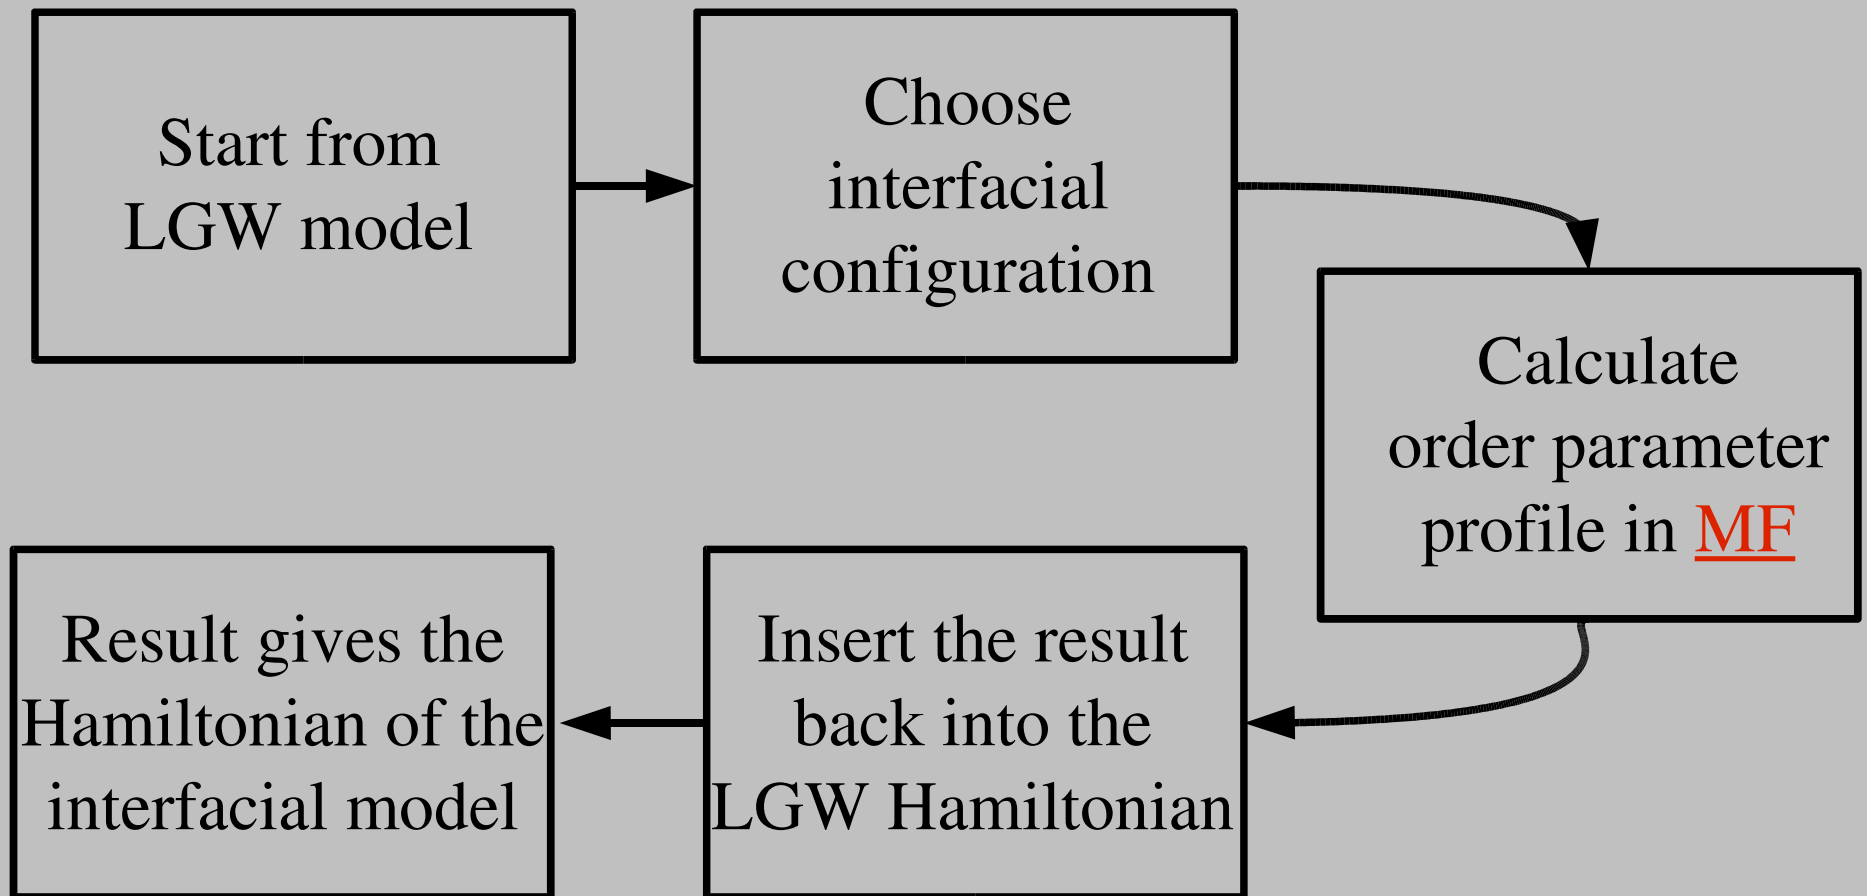 Start from
LGW model
Choose
interfacial
configuration
Calculate
order parameter
profile in MF
Insert the result
back into the
LGW Hamiltonian
Result gives the
Hamiltonian of the
interfacial model